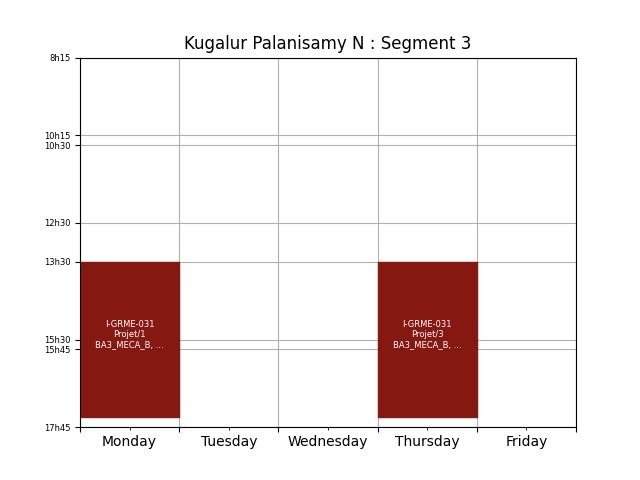 Kugalur Palanisamy N : Segment 3
8h15
10h15
10h30
12h30
13h30
I-GRME-031
Projet/1
BA3_MECA_B, ...
I-GRME-031
Projet/3
BA3_MECA_B, ...
15h30
15h45
17h45
Monday Tuesday Wednesday Thursday Friday